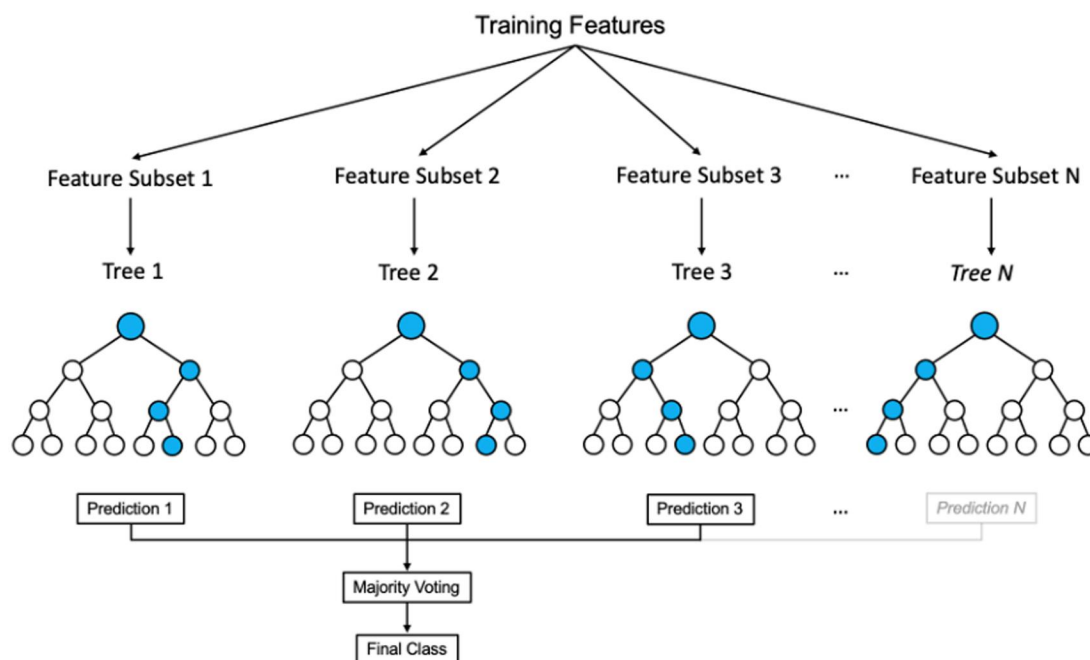 Training Features
Feature Subset 1 Feature Subset 2 Feature Subset 3 ... Feature Subset N
Tree 1 Tree 2 Tree 3 ... Tree N
...
Prediction 1 Prediction 2 Prediction 3 ... Prediction N
Majority Voting
Final Class